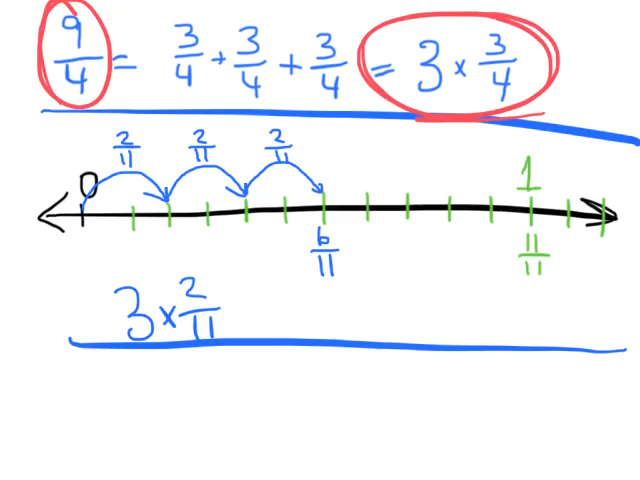 9/4 = 3/4 + 3/4 + 3/4 = 3 × 3/4
2/11 2/11 2/11
0 1
6/11 11/11
3 × 2/11